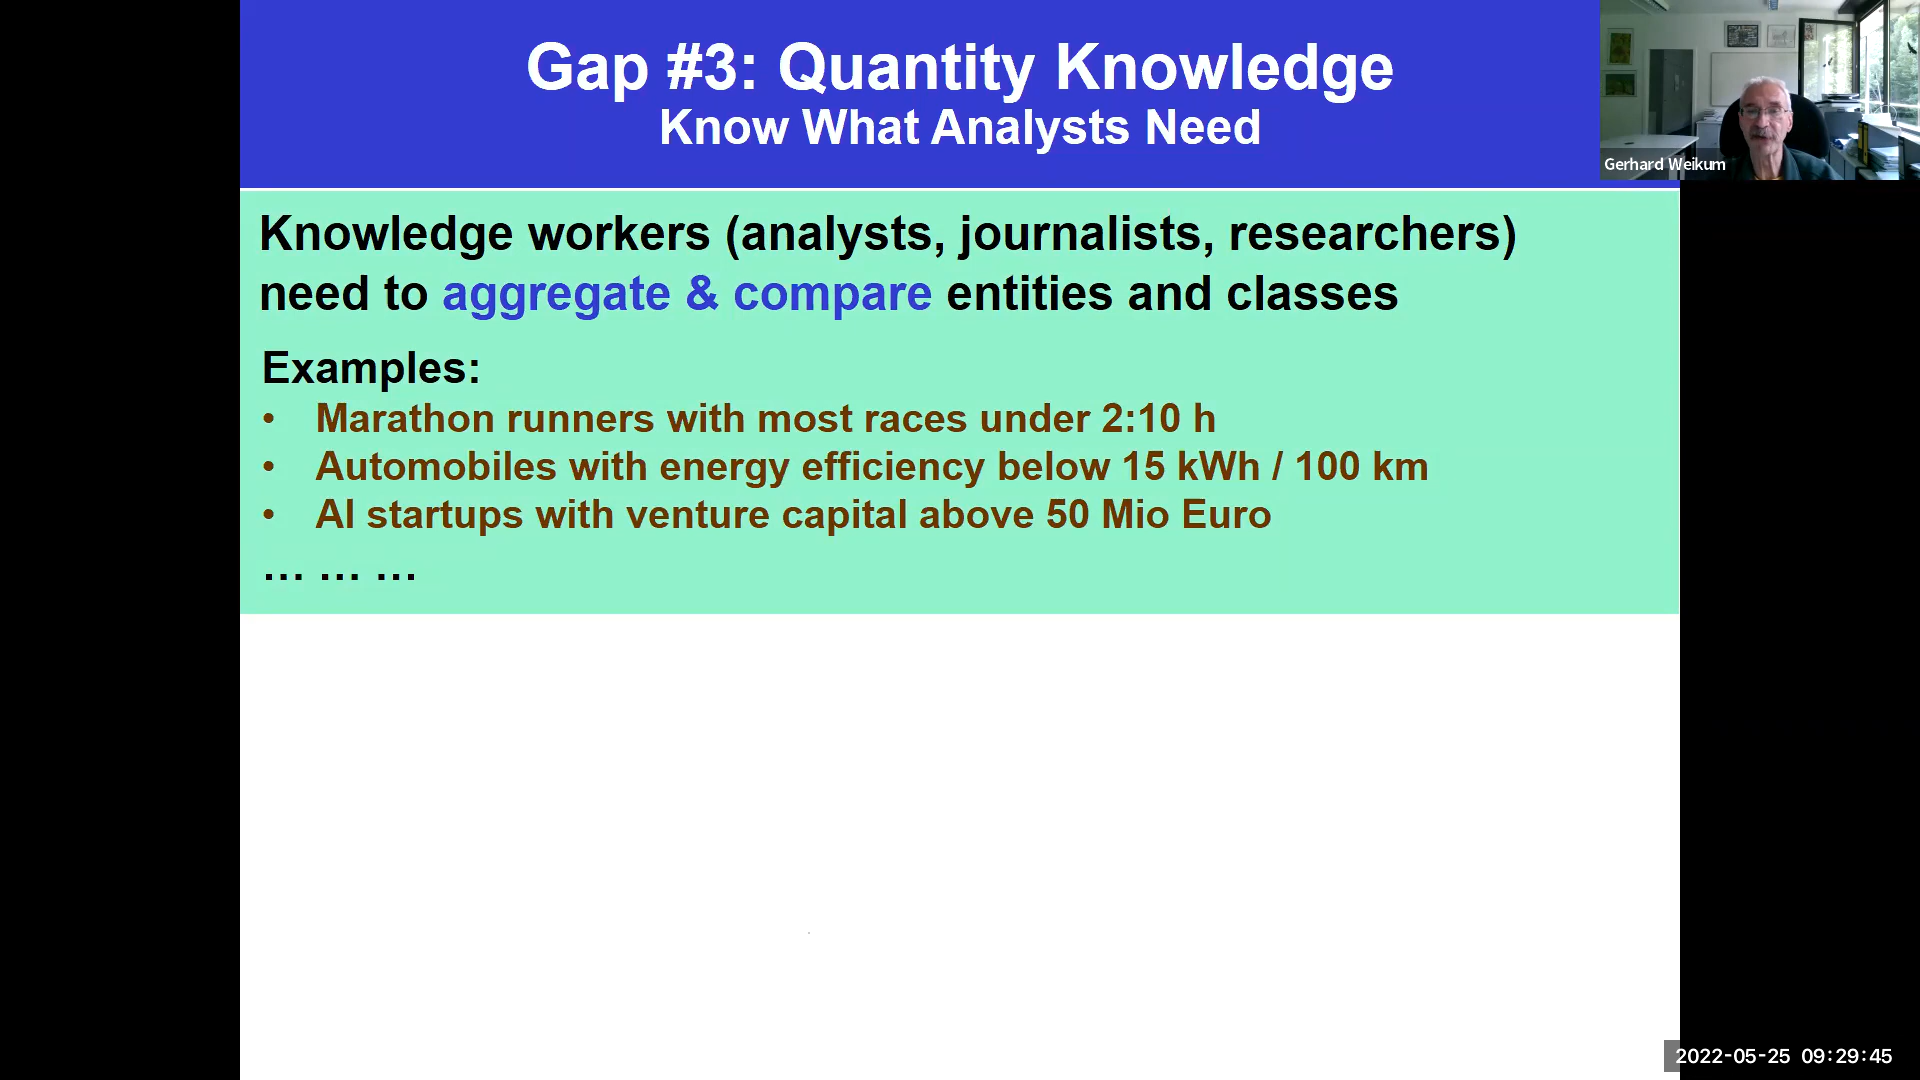 Gap #3: Quantity Knowledge
Know What Analysts Need
Gerhard Weikum
Knowledge workers (analysts, journalists, researchers)
need to aggregate & compare entities and classes
Examples:
• Marathon runners with most races under 2:10 h
• Automobiles with energy efficiency below 15 kWh / 100 km
• AI startups with venture capital above 50 Mio Euro
… … …
2022-05-25 09:29:45